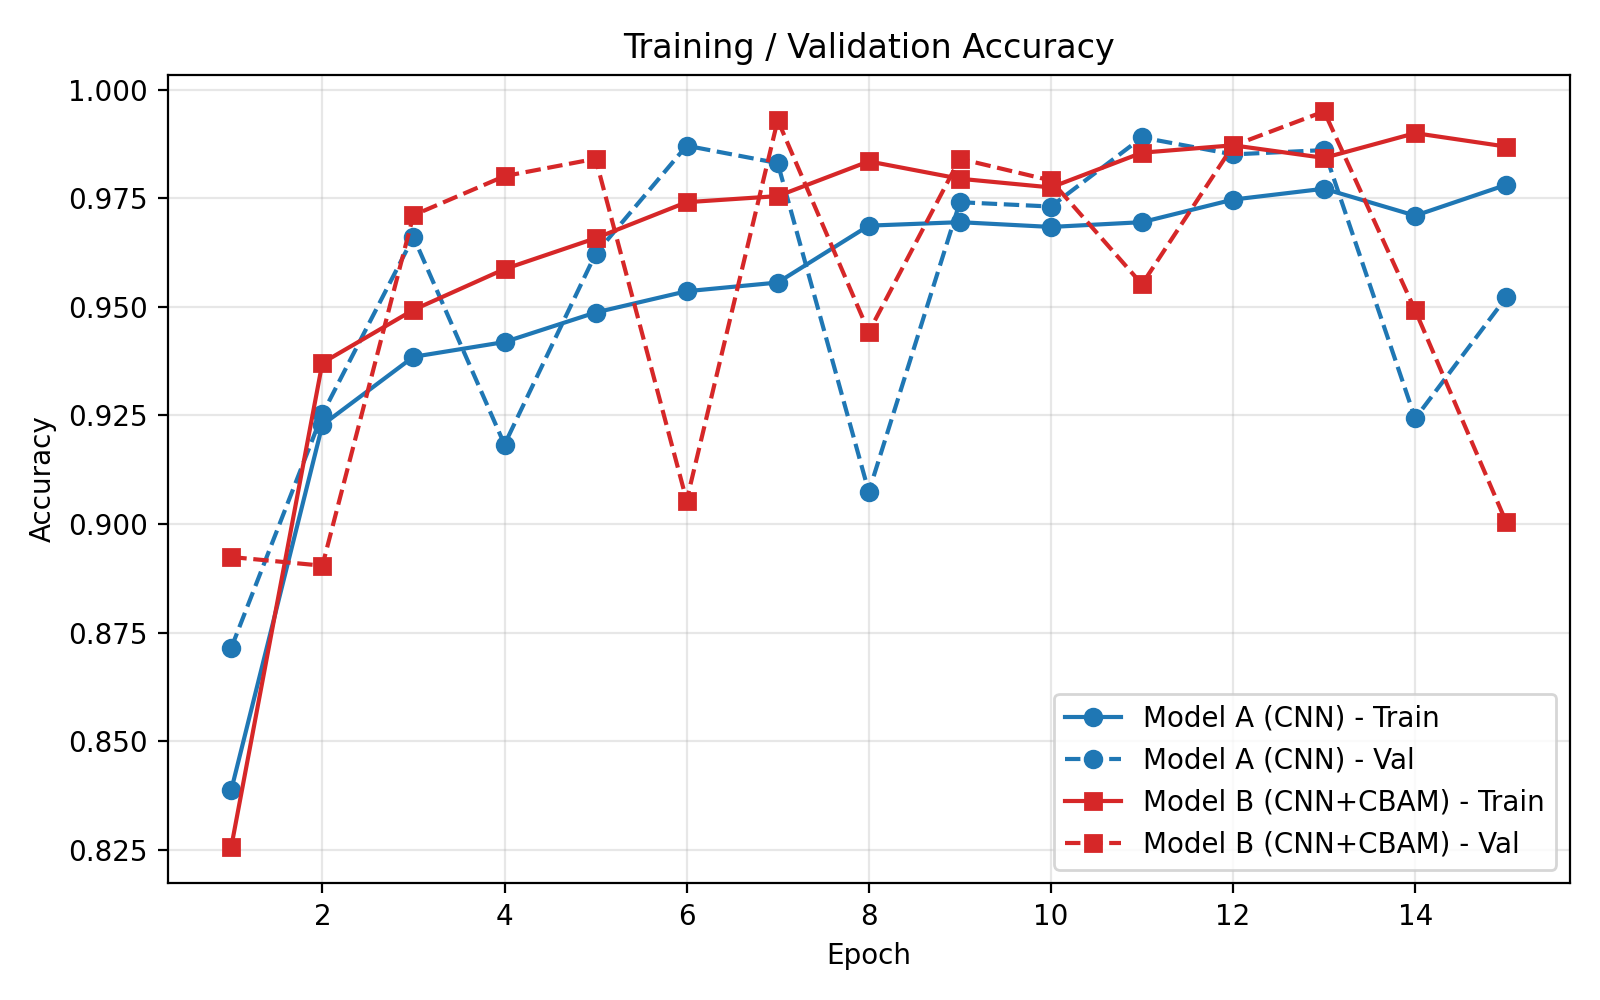 Training / Validation Accuracy
1.000
0.975
0.950
0.925
0.900
0.875
0.850
0.825
Accuracy
2 4 6 8 10 12 14
Epoch
Model A (CNN) - Train
Model A (CNN) - Val
Model B (CNN+CBAM) - Train
Model B (CNN+CBAM) - Val